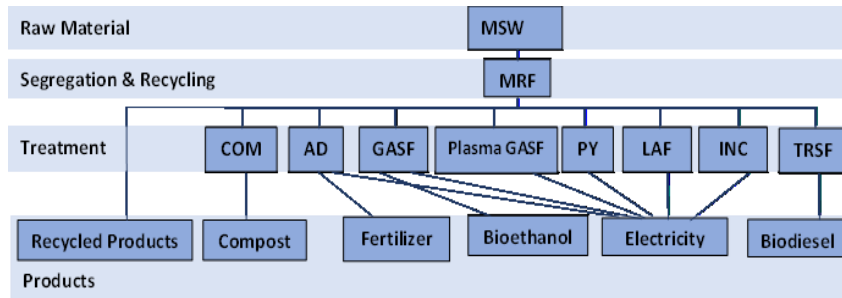 Raw Material
MSW
Segregation & Recycling
MRF
Treatment
COM
AD
GASF
Plasma GASF
PY
LAF
INC
TRSF
Recycled Products
Compost
Fertilizer
Bioethanol
Electricity
Biodiesel
Products